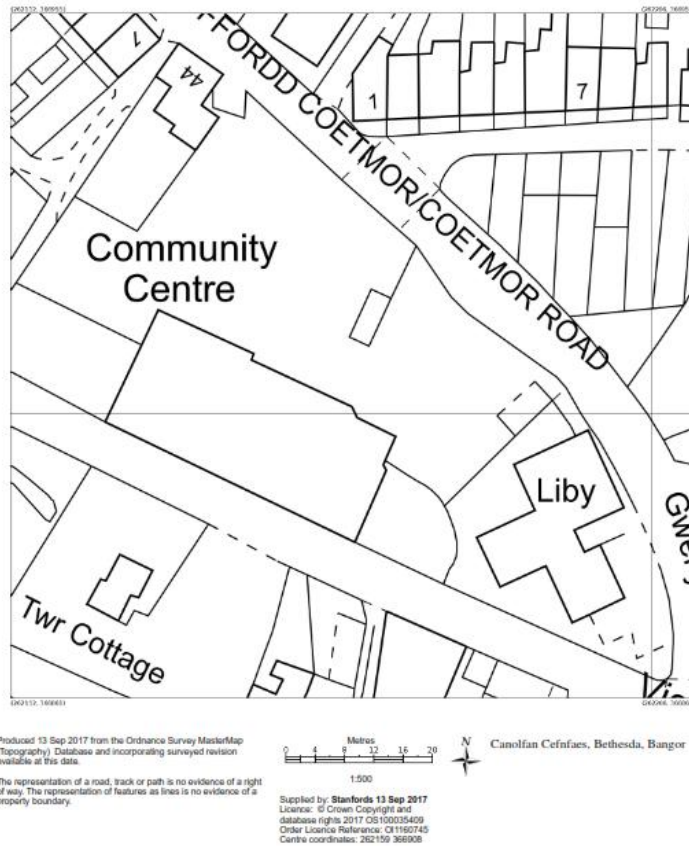 1
44
FFORDD COETMOR/COETMOR ROAD
1
7
Community
Centre
Liby
Twr Cottage
Produced 13 Sep 2017 from the Ordnance Survey MasterMap
(Topography) Database and incorporating surveyed revision
available at this date.
The representation of a road, track or path is no evidence of a right
of way. The representation of features as lines is no evidence of a
property boundary.
Metres
0 4 8 12 16 20
1:500
N
Canolfan Cefnfaes, Bethesda, Bangor
Supplied by: Stanfords 13 Sep 2017
Licence: © Crown Copyright and
database rights 2017 OS100035409
Order Licence Reference: OI1160745
Centre coordinates: 262159 366908